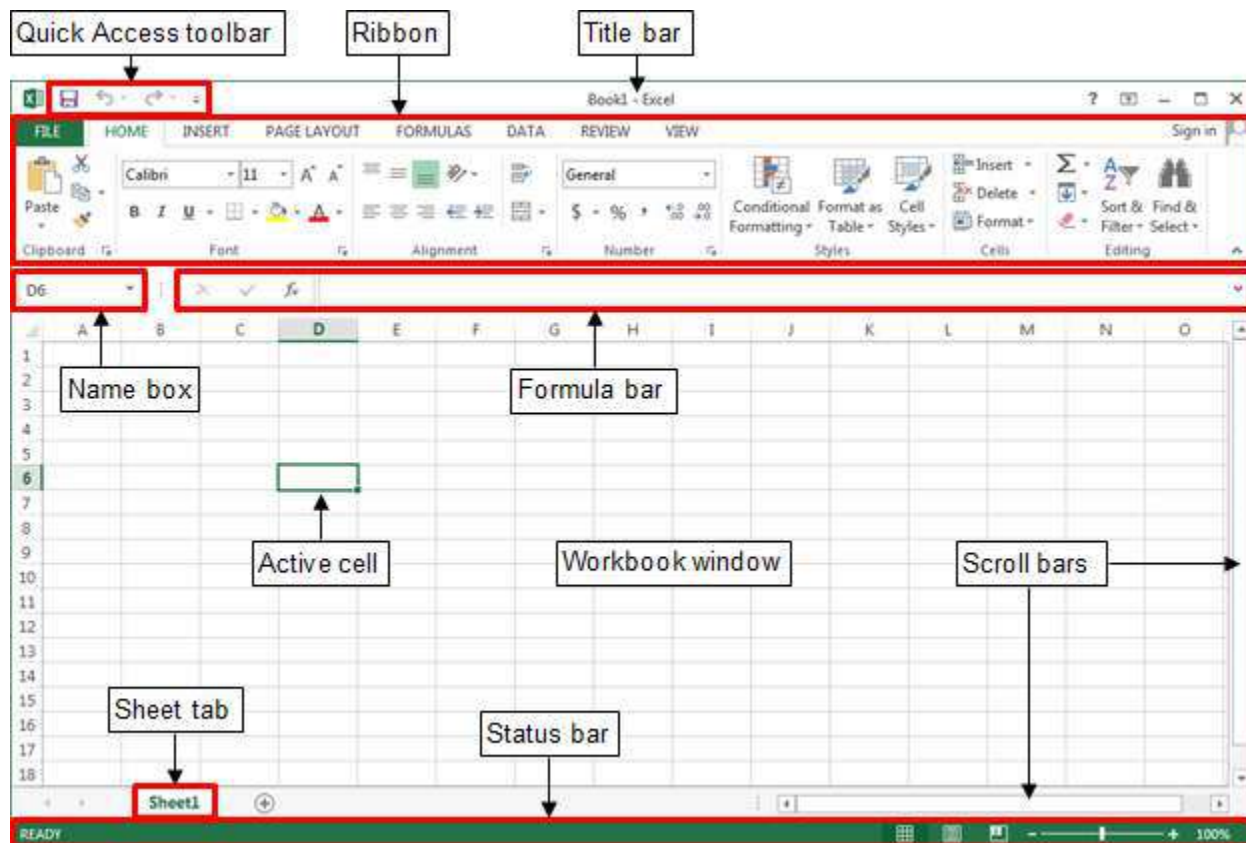 Quick Access toolbar
Ribbon
Title bar
Book1 - Excel
FILE HOME INSERT PAGE LAYOUT FORMULAS DATA REVIEW VIEW Sign in
Calibri 11 A A General Insert
Paste B I U A $ % Conditional Format as Cell Delete Sort & Find &
Formatting Table Styles Format Filter Select
Clipboard Font Alignment Number Styles Cells Editing
D6 fx
A B C D E F G H I J K L M N O
1
2
Name box
Formula bar
3
4
5
6
7
8
9
Active cell
Workbook window
Scroll bars
10
11
12
13
14
15
Sheet tab
16
Status bar
17
18
Sheet1
READY 100%